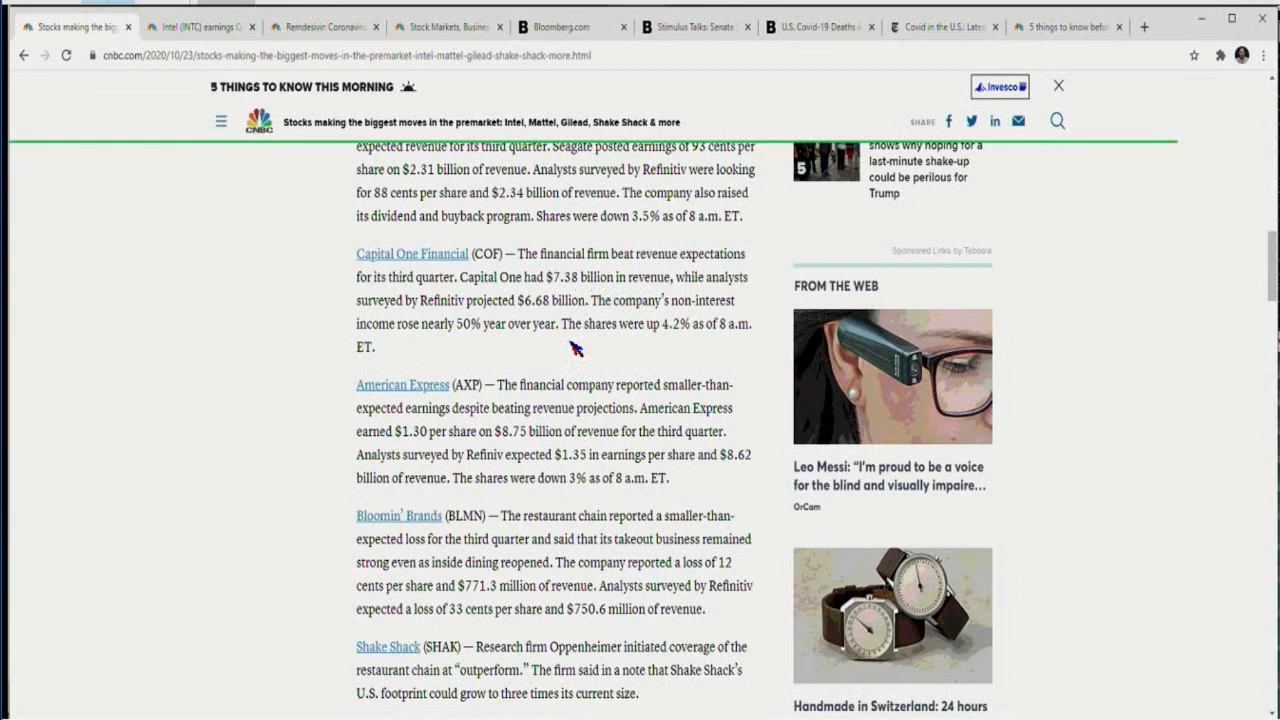 Stocks making the big
Intel (INTC) earnings Q
Remdesivir Coronaviru
Stock Markets, Busines
Bloomberg.com
Stimulus Talks: Senate
U.S. Covid-19 Deaths A
Covid in the U.S.: Lates
5 things to know befo
cnbc.com/2020/10/23/stocks-making-the-biggest-moves-in-the-premarket-intel-mattel-gilead-shake-shack-more.html
5 THINGS TO KNOW THIS MORNING
Invesco
CNBC
Stocks making the biggest moves in the premarket: Intel, Mattel, Gilead, Shake Shack & more
SHARE
expected revenue for its third quarter. Seagate posted earnings of 93 cents per
share on $2.31 billion of revenue. Analysts surveyed by Refinitiv were looking
for 88 cents per share and $2.34 billion of revenue. The company also raised
its dividend and buyback program. Shares were down 3.5% as of 8 a.m. ET.
Capital One Financial (COF) — The financial firm beat revenue expectations
for its third quarter. Capital One had $7.38 billion in revenue, while analysts
surveyed by Refinitiv projected $6.68 billion. The company's non-interest
income rose nearly 50% year over year. The shares were up 4.2% as of 8 a.m.
ET.
American Express (AXP) — The financial company reported smaller-than-
expected earnings despite beating revenue projections. American Express
earned $1.30 per share on $8.75 billion of revenue for the third quarter.
Analysts surveyed by Refiniv expected $1.35 in earnings per share and $8.62
billion of revenue. The shares were down 3% as of 8 a.m. ET.
Bloomin' Brands (BLMN) — The restaurant chain reported a smaller-than-
expected loss for the third quarter and said that its takeout business remained
strong even as inside dining reopened. The company reported a loss of 12
cents per share and $771.3 million of revenue. Analysts surveyed by Refinitiv
expected a loss of 33 cents per share and $750.6 million of revenue.
Shake Shack (SHAK) — Research firm Oppenheimer initiated coverage of the
restaurant chain at “outperform.” The firm said in a note that Shake Shack's
U.S. footprint could grow to three times its current size.
5
shows why hoping for a
last-minute shake-up
could be perilous for
Trump
Sponsored Links by Taboola
FROM THE WEB
Leo Messi: “I'm proud to be a voice
for the blind and visually impaire...
OrCam
Handmade in Switzerland: 24 hours